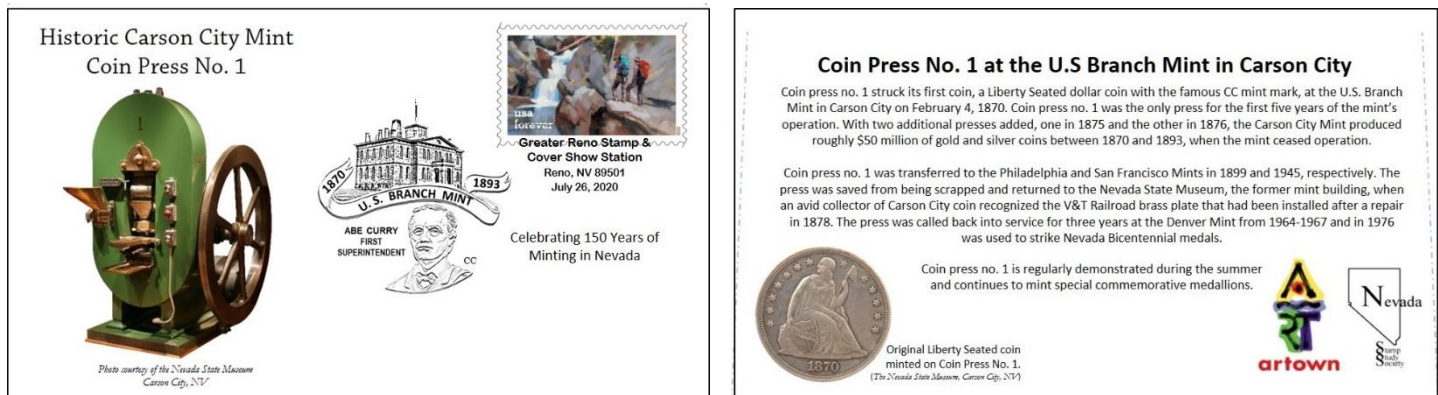 Historic Carson City Mint
Coin Press No. 1
usa
forever
Greater Reno Stamp &
Cover Show Station
Reno, NV 89501
July 26, 2020
1870
1893
U. S. BRANCH MINT
ABE CURRY
FIRST
SUPERINTENDENT
CC
Celebrating 150 Years of
Minting in Nevada
Photo courtesy of the Nevada State Museum
Carson City, NV
Coin Press No. 1 at the U.S Branch Mint in Carson City
Coin press no. 1 struck its first coin, a Liberty Seated dollar coin with the famous CC mint mark, at the U.S. Branch
Mint in Carson City on February 4, 1870. Coin press no. 1 was the only press for the first five years of the mint's
operation. With two additional presses added, one in 1875 and the other in 1876, the Carson City Mint produced
roughly $50 million of gold and silver coins between 1870 and 1893, when the mint ceased operation.
Coin press no. 1 was transferred to the Philadelphia and San Francisco Mints in 1899 and 1945, respectively. The
press was saved from being scrapped and returned to the Nevada State Museum, the former mint building, when
an avid collector of Carson City coin recognized the V&T Railroad brass plate that had been installed after a repair
in 1878. The press was called back into service for three years at the Denver Mint from 1964-1967 and in 1976
was used to strike Nevada Bicentennial medals.
Coin press no. 1 is regularly demonstrated during the summer
and continues to mint special commemorative medallions.
1870
Original Liberty Seated coin
minted on Coin Press No. 1.
(The Nevada State Museum, Carson City, NV)
ART
artown
Nevada
Stamp
Study
Society